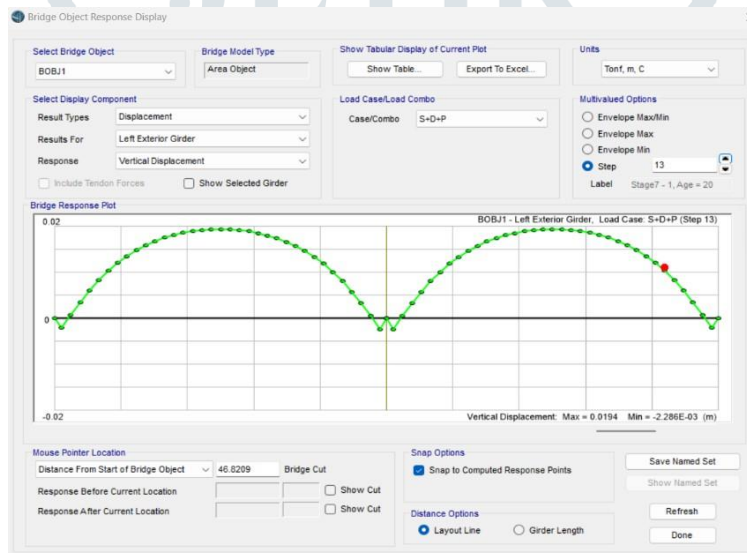 Bridge Object Response Display
Select Bridge Object
BOBJ1
Bridge Model Type
Area Object
Show Tabular Display of Current Plot
Show Table...
Export To Excel...
Units
Tonf, m, C
Select Display Component
Result Types
Displacement
Results For
Left Exterior Girder
Response
Vertical Displacement
Include Tendon Forces
Show Selected Girder
Load Case/Load Combo
Case/Combo
S+D+P
Multivalued Options
Envelope Max/Min
Envelope Max
Envelope Min
Step
13
Label
Stage7 - 1, Age = 20
Bridge Response Plot
0.02
BOBJ1 - Left Exterior Girder, Load Case: S+D+P (Step 13)
0
-0.02
Vertical Displacement: Max = 0.0194 Min = -2.286E-03 (m)
Mouse Pointer Location
Distance From Start of Bridge Object
46.8209
Bridge Cut
Response Before Current Location
Show Cut
Response After Current Location
Show Cut
Snap Options
Snap to Computed Response Points
Distance Options
Layout Line
Girder Length
Save Named Set
Show Named Set
Refresh
Done